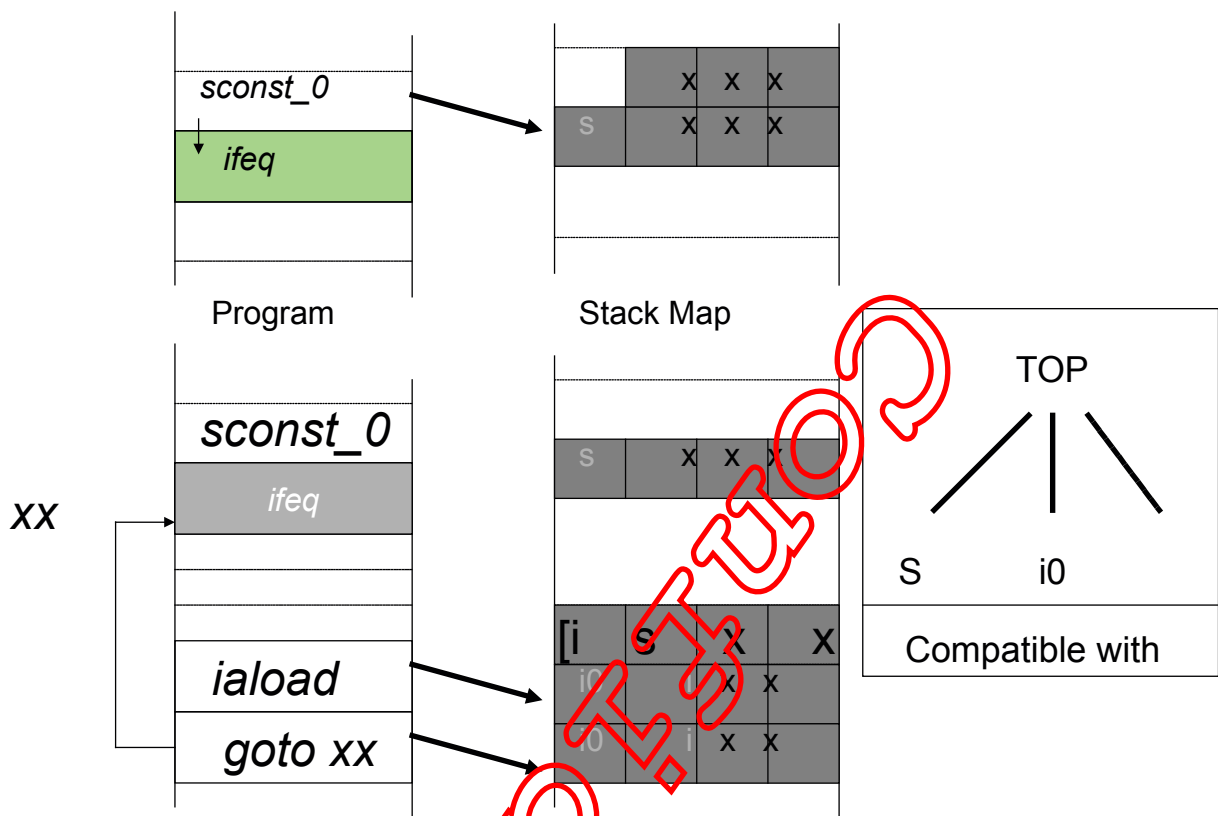 sconst_0
x x x
s x x x
ifeq
Program
Stack Map
TOP
sconst_0
s x x x
xx
ifeq
S i0
[i s x x
Compatible with
iaload
i0 i x x
goto xx
i0 i x x